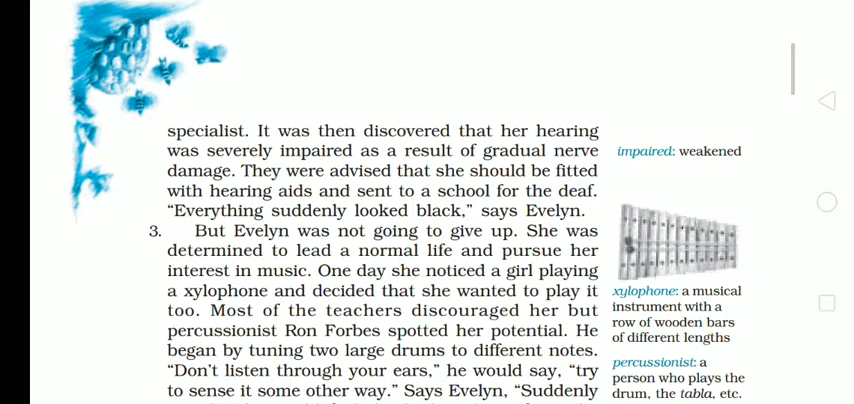 specialist. It was then discovered that her hearing
was severely impaired as a result of gradual nerve
damage. They were advised that she should be fitted
with hearing aids and sent to a school for the deaf.
“Everything suddenly looked black,” says Evelyn.
3. But Evelyn was not going to give up. She was
determined to lead a normal life and pursue her
interest in music. One day she noticed a girl playing
a xylophone and decided that she wanted to play it
too. Most of the teachers discouraged her but
percussionist Ron Forbes spotted her potential. He
began by tuning two large drums to different notes.
“Don’t listen through your ears,” he would say, “try
to sense it some other way.” Says Evelyn, “Suddenly
impaired: weakened
xylophone: a musical
instrument with a
row of wooden bars
of different lengths
percussionist: a
person who plays the
drum, the tabla, etc.